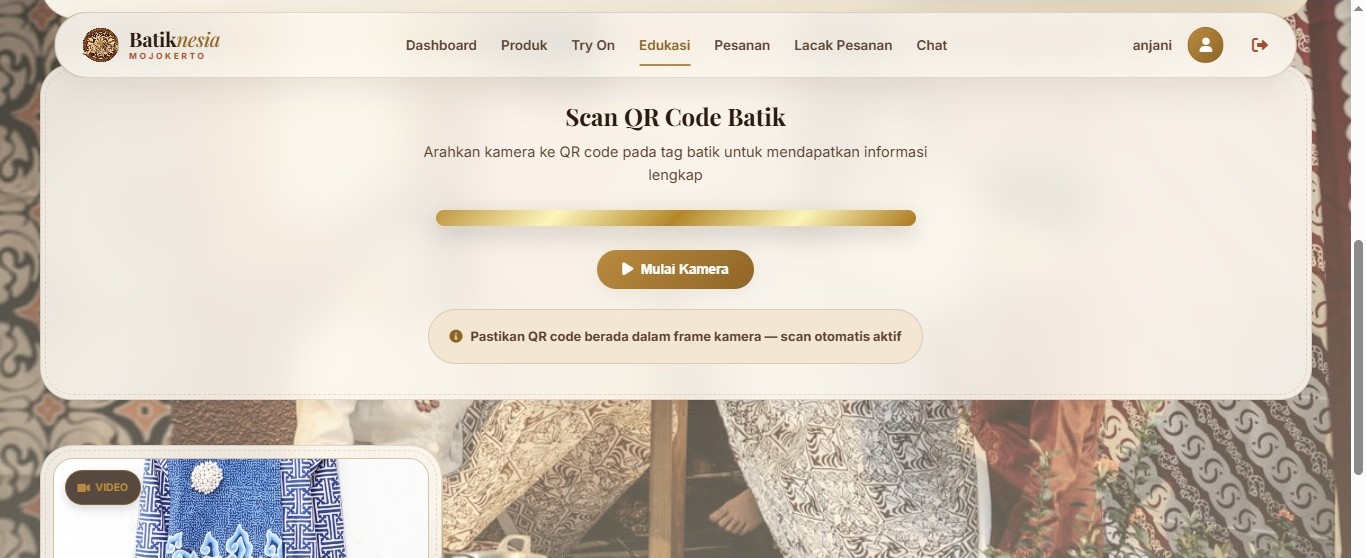 Batiknesia
MOJOKERTO
Dashboard Produk Try On Edukasi Pesanan Lacak Pesanan Chat
anjani
Scan QR Code Batik
Arahkan kamera ke QR code pada tag batik untuk mendapatkan informasi
lengkap
Mulai Kamera
Pastikan QR code berada dalam frame kamera — scan otomatis aktif
VIDEO